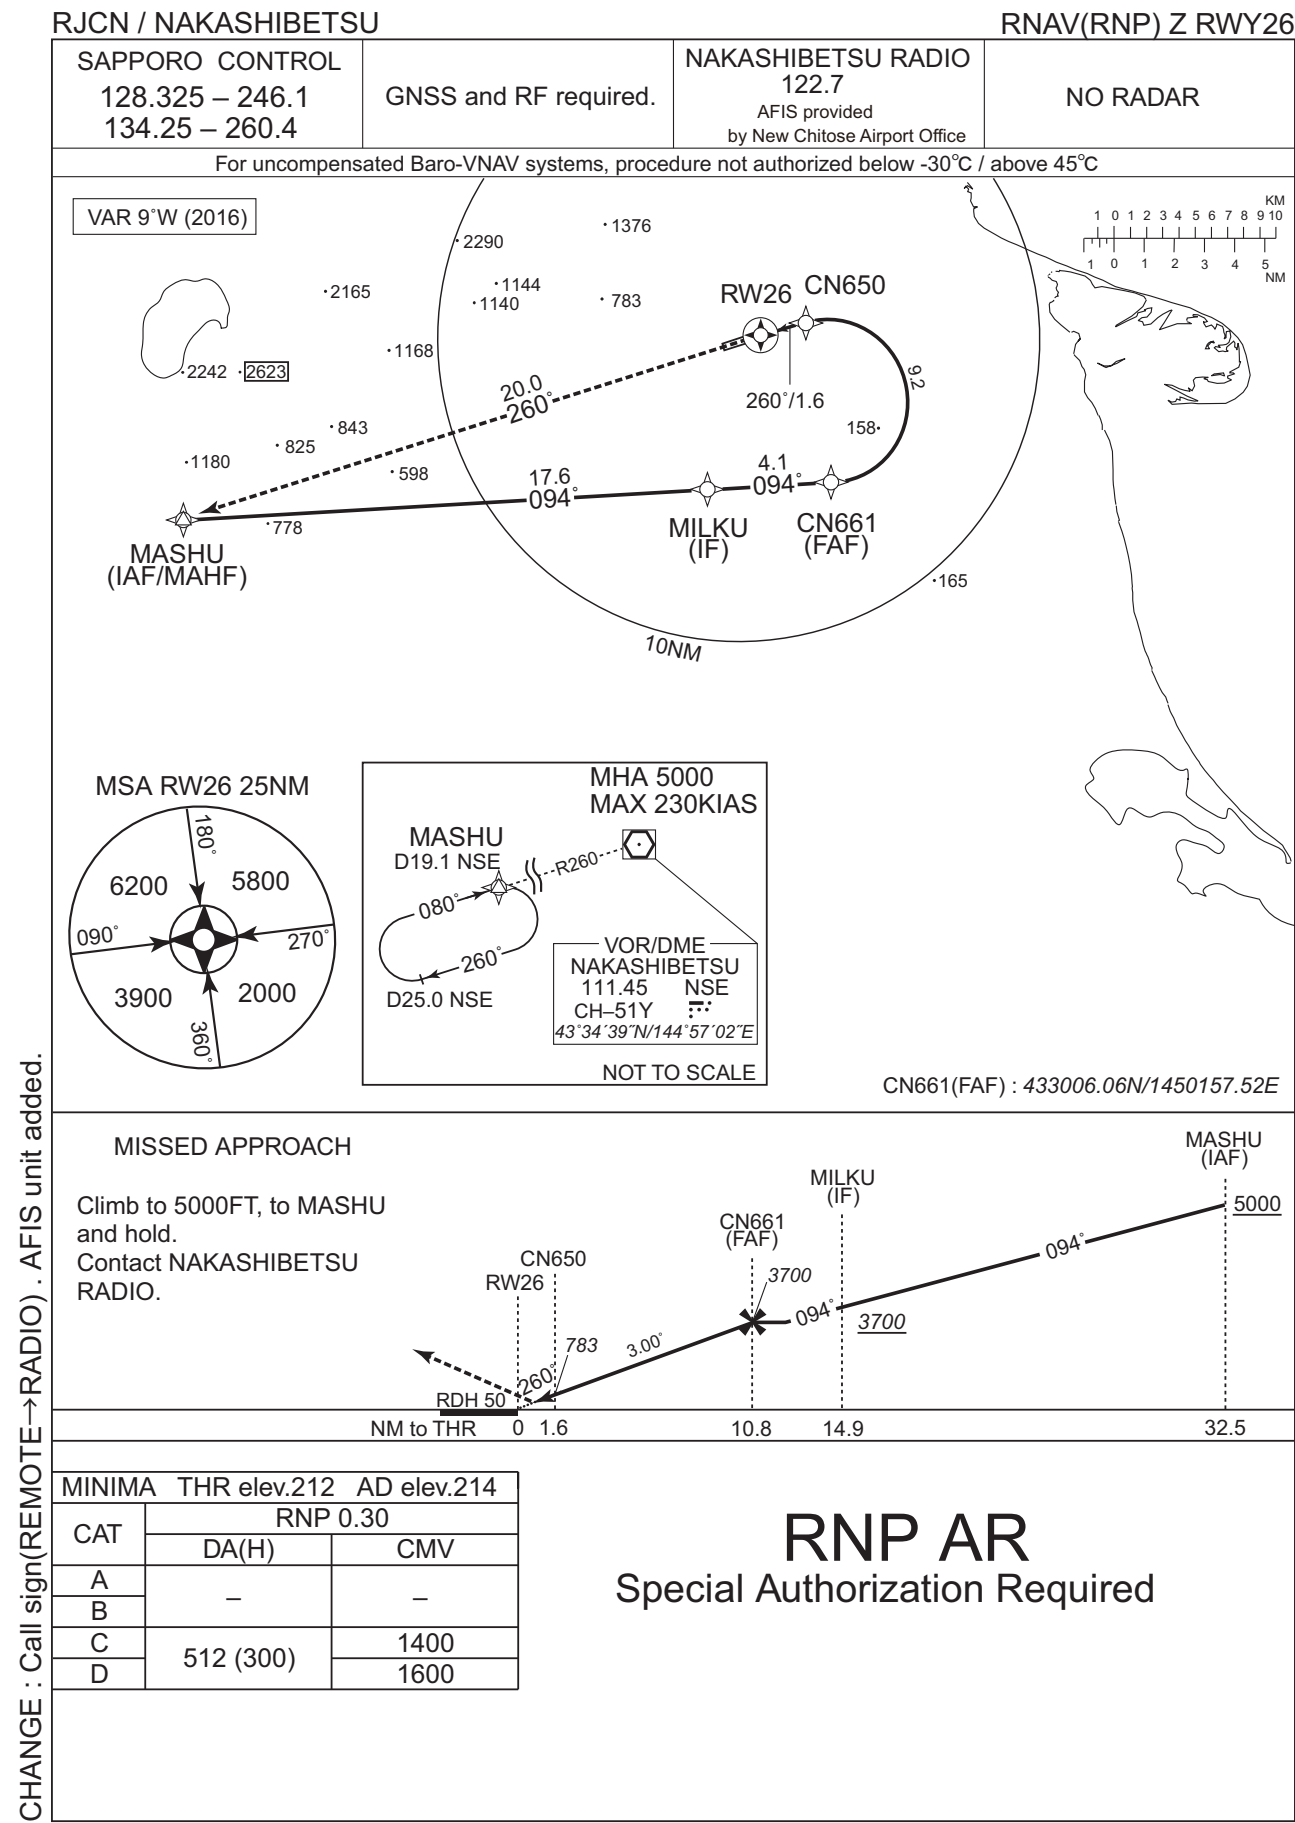 RJCN / NAKASHIBETSU
RNAV(RNP) Z RWY26
SAPPORO CONTROL
128.325 – 246.1
134.25 – 260.4
GNSS and RF required.
NAKASHIBETSU RADIO
122.7
AFIS provided
by New Chitose Airport Office
NO RADAR
For uncompensated Baro-VNAV systems, procedure not authorized below -30℃ / above 45℃
VAR 9˚W (2016)
KM
1 0 1 2 3 4 5 6 7 8 9 10
1 0 1 2 3 4 5
NM
1376
2290
2165
1144
1140
783
1168
2242
2623
843
825
1180
598
778
158
165
RW26
CN650
9.2
260˚/1.6
20.0
260˚
17.6
094˚
4.1
094˚
MASHU
(IAF/MAHF)
MILKU
(IF)
CN661
(FAF)
10NM
MSA RW26 25NM
180˚
6200
5800
090˚
270˚
3900
2000
360˚
MHA 5000
MAX 230KIAS
MASHU
D19.1 NSE
R260
080˚
260˚
D25.0 NSE
VOR/DME
NAKASHIBETSU
111.45 NSE
CH–51Y
43˚34´39˝N/144˚57´02˝E
NOT TO SCALE
CN661(FAF) : 433006.06N/1450157.52E
MISSED APPROACH
Climb to 5000FT, to MASHU
and hold.
Contact NAKASHIBETSU
RADIO.
MASHU
(IAF)
5000
MILKU
(IF)
CN661
(FAF)
CN650
RW26
3700
094˚
094˚
3700
783
3.00˚
260˚
RDH 50
NM to THR 0 1.6 10.8 14.9 32.5
MINIMA THR elev.212 AD elev.214
CAT
RNP 0.30
DA(H) CMV
A
B
– –
C
D
512 (300)
1400
1600
RNP AR
Special Authorization Required
CHANGE : Call sign(REMOTE→RADIO) . AFIS unit added.